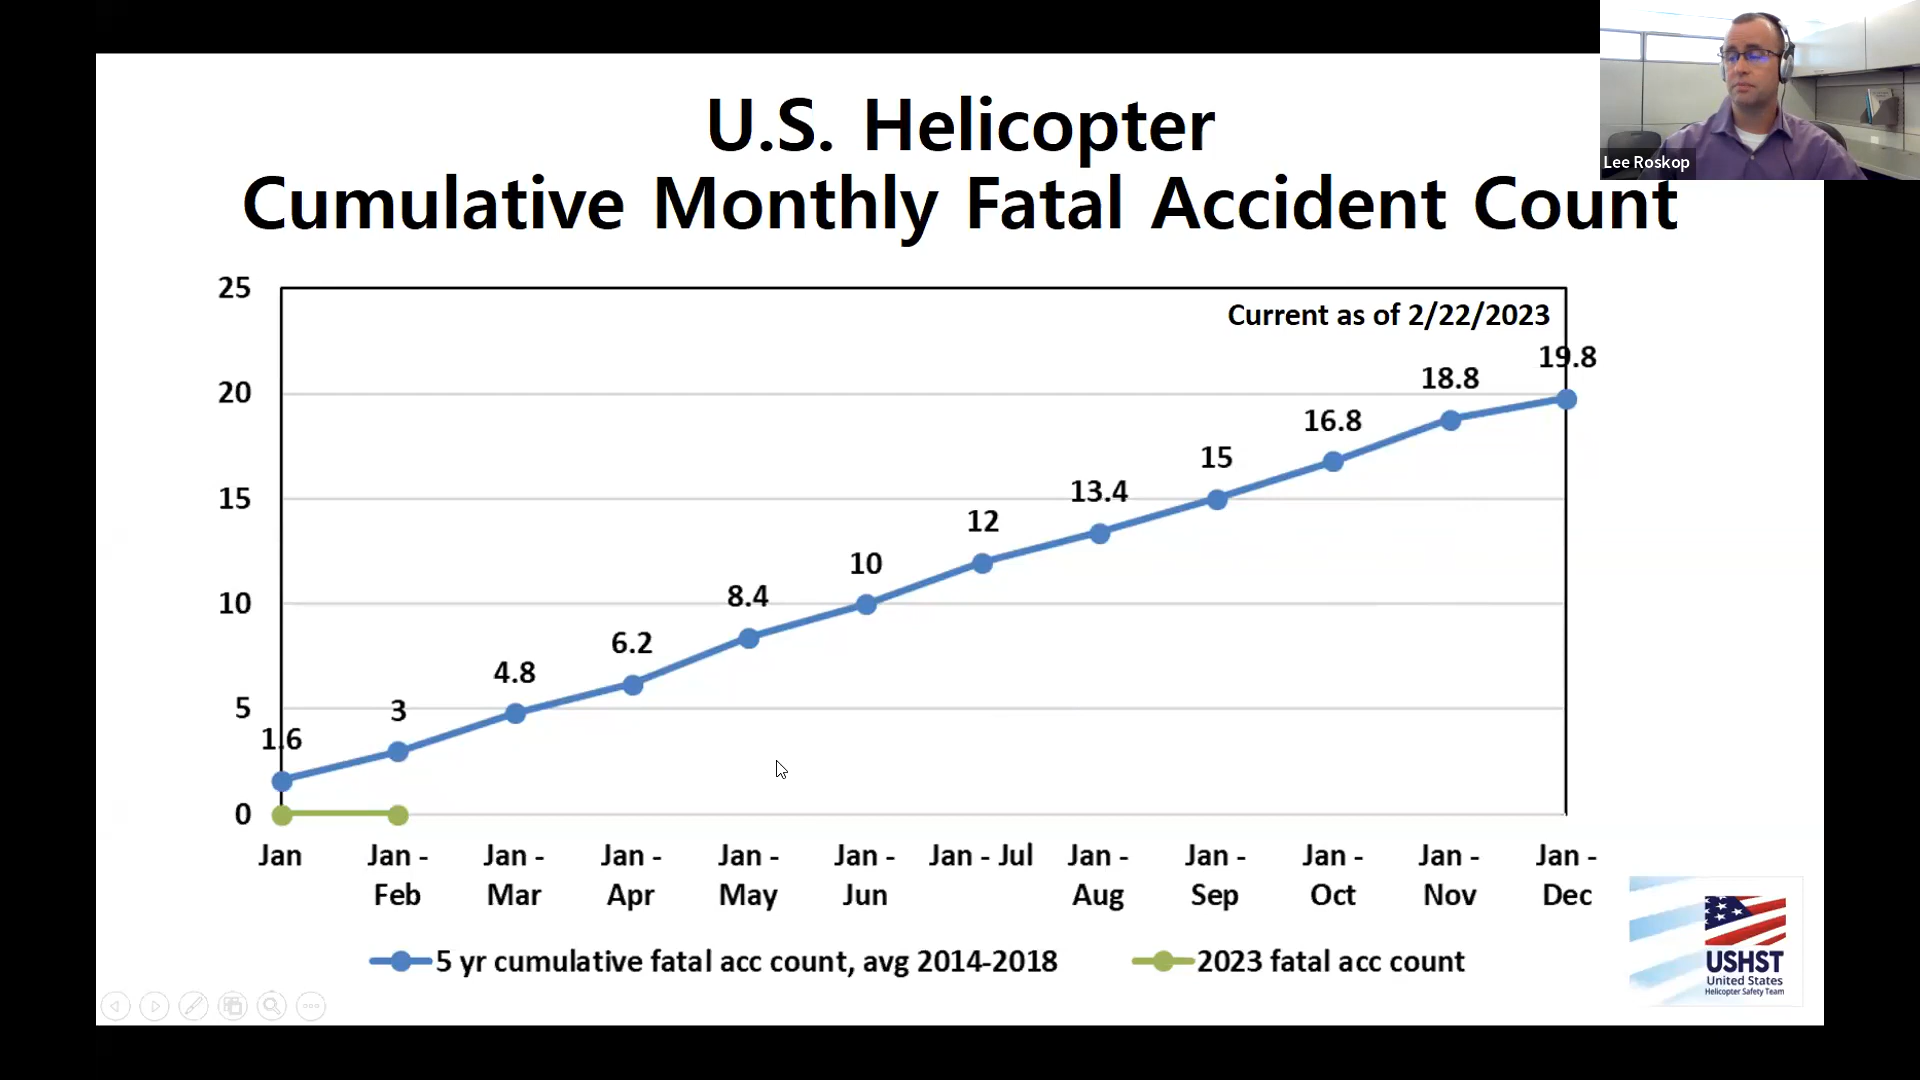 U.S. Helicopter
Cumulative Monthly Fatal Accident Count
Lee Roskop
Current as of 2/22/2023
25
20
15
10
5
0
1.6
3
4.8
6.2
8.4
10
12
13.4
15
16.8
18.8
19.8
Jan
Jan -
Feb
Jan -
Mar
Jan -
Apr
Jan -
May
Jan -
Jun
Jan - Jul
Jan -
Aug
Jan -
Sep
Jan -
Oct
Jan -
Nov
Jan -
Dec
5 yr cumulative fatal acc count, avg 2014-2018
2023 fatal acc count
USHST
United States
Helicopter Safety Team